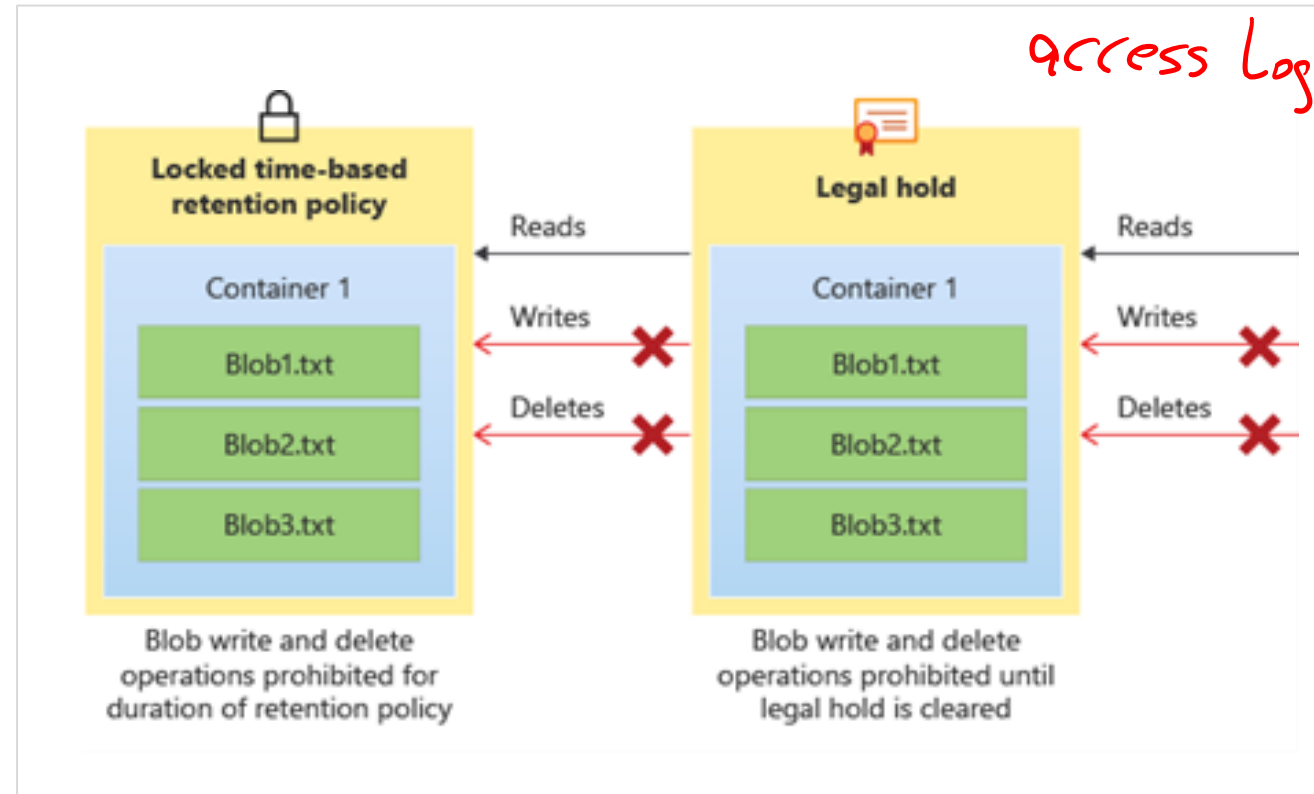 access Log
Locked time-based
retention policy
Legal hold
Reads
Reads
Container 1
Container 1
Writes
Writes
Blob1.txt
Blob1.txt
Deletes
Deletes
Blob2.txt
Blob2.txt
Blob3.txt
Blob3.txt
Blob write and delete
operations prohibited for
duration of retention policy
Blob write and delete
operations prohibited until
legal hold is cleared